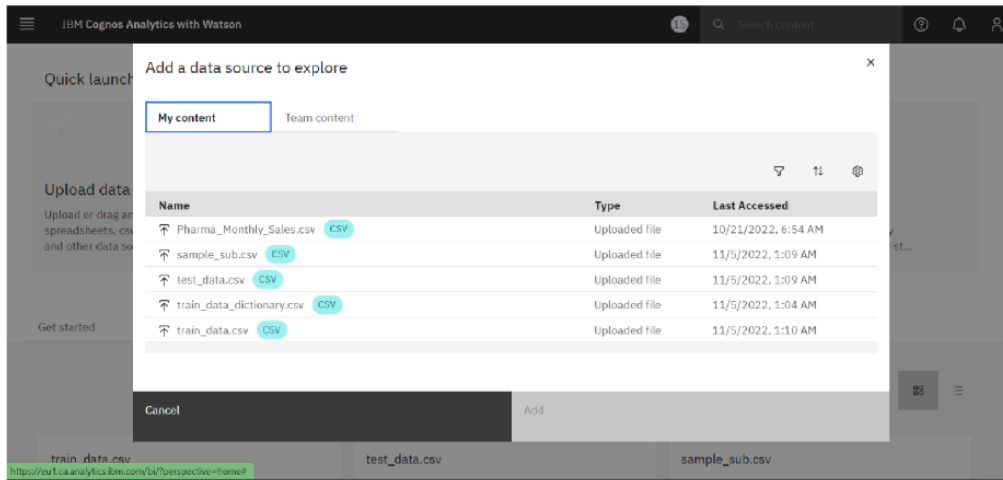 IBM Cognos Analytics with Watson
15
Search content
Quick launch
Add a data source to explore
My content
Team content
Upload data
Upload or drag an
spreadsheets, csv
and other data so
Name Type Last Accessed
Pharma_Monthly_Sales.csv CSV Uploaded file 10/21/2022, 6:54 AM
sample_sub.csv CSV Uploaded file 11/5/2022, 1:09 AM
test_data.csv CSV Uploaded file 11/5/2022, 1:09 AM
train_data_dictionary.csv CSV Uploaded file 11/5/2022, 1:04 AM
train_data.csv CSV Uploaded file 11/5/2022, 1:10 AM
y
st...
Get started
Cancel
Add
train_data.csv
test_data.csv
sample_sub.csv
https://eu1.ca.analytics.ibm.com/bi/?perspective=home#